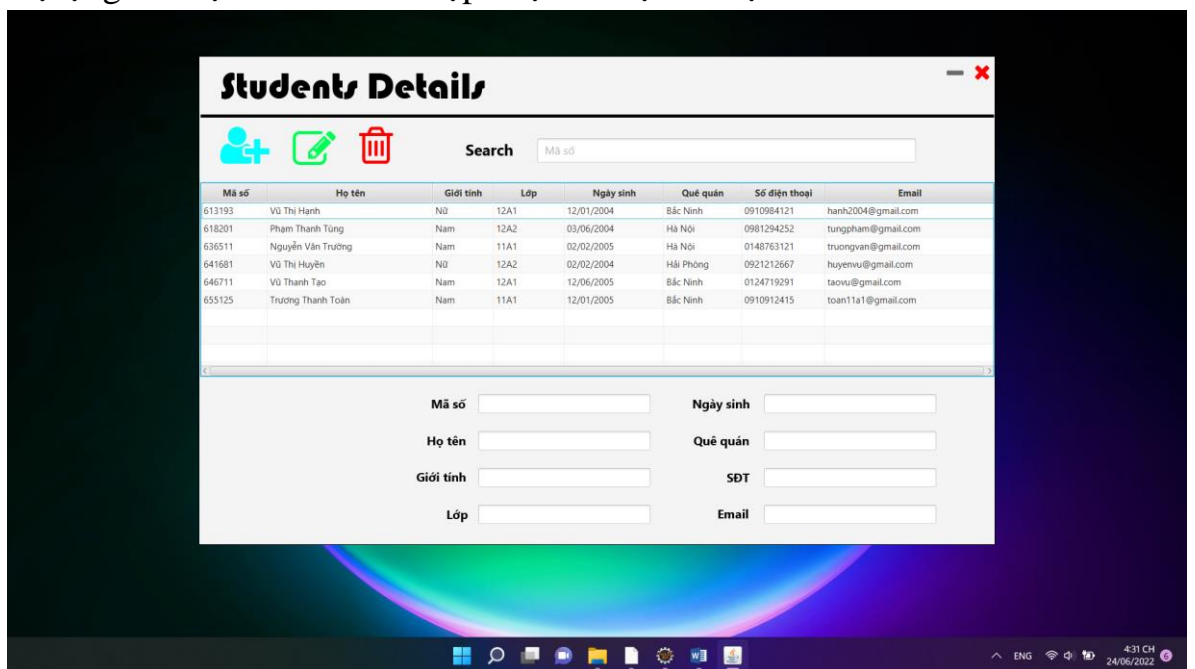 Students Details
Search Mã số
Mã số Họ tên Giới tính Lớp Ngày sinh Quê quán Số điện thoại Email
613193 Vũ Thị Hạnh Nữ 12A1 12/01/2004 Bắc Ninh 0910984121 hanh2004@gmail.com
618201 Phạm Thanh Tùng Nam 12A2 03/06/2004 Hà Nội 0981294252 tungpham@gmail.com
636511 Nguyễn Văn Trường Nam 11A1 02/02/2005 Hà Nội 0148763121 truongvan@gmail.com
641681 Vũ Thị Huyền Nữ 12A2 02/02/2004 Hải Phòng 0921212667 huyenvu@gmail.com
646711 Vũ Thanh Tạo Nam 12A1 12/06/2005 Bắc Ninh 0124719291 taovu@gmail.com
655125 Trương Thanh Toàn Nam 11A1 12/01/2005 Bắc Ninh 0910912415 toan11a1@gmail.com
Mã số Ngày sinh
Họ tên Quê quán
Giới tính SĐT
Lớp Email
ENG 4:31 CH
24/06/2022 6